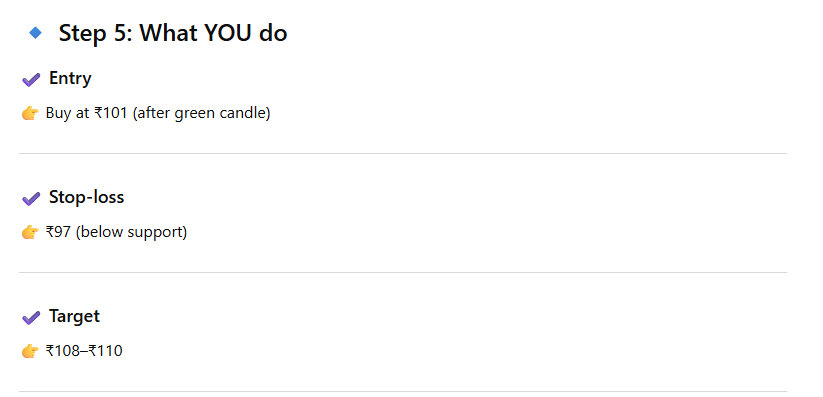 🔹 Step 5: What YOU do
✔ Entry
👉 Buy at ₹101 (after green candle)
✔ Stop-loss
👉 ₹97 (below support)
✔ Target
👉 ₹108–₹110